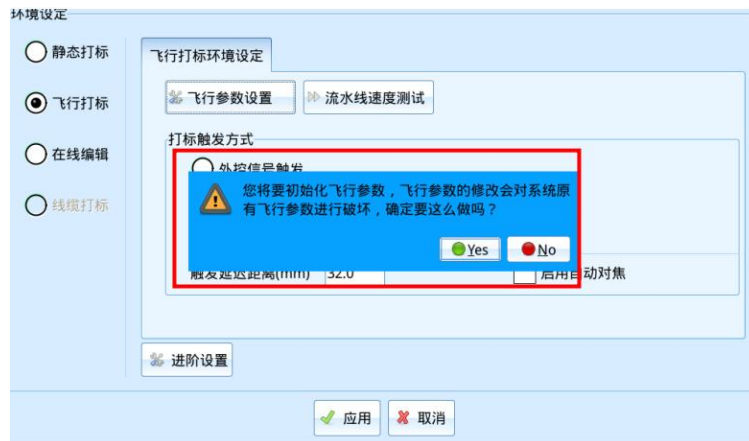 环境设定
静态打标
飞行打标环境设定
飞行打标
飞行参数设置
流水线速度测试
打标触发方式
在线编辑
外控信号触发
您将要初始化飞行参数，飞行参数的修改会对系统原
有飞行参数进行破坏，确定要这么做吗？
线缆打标
Yes
No
触发延迟距离(mm) 32.0
启用自动对焦
进阶设置
应用
取消